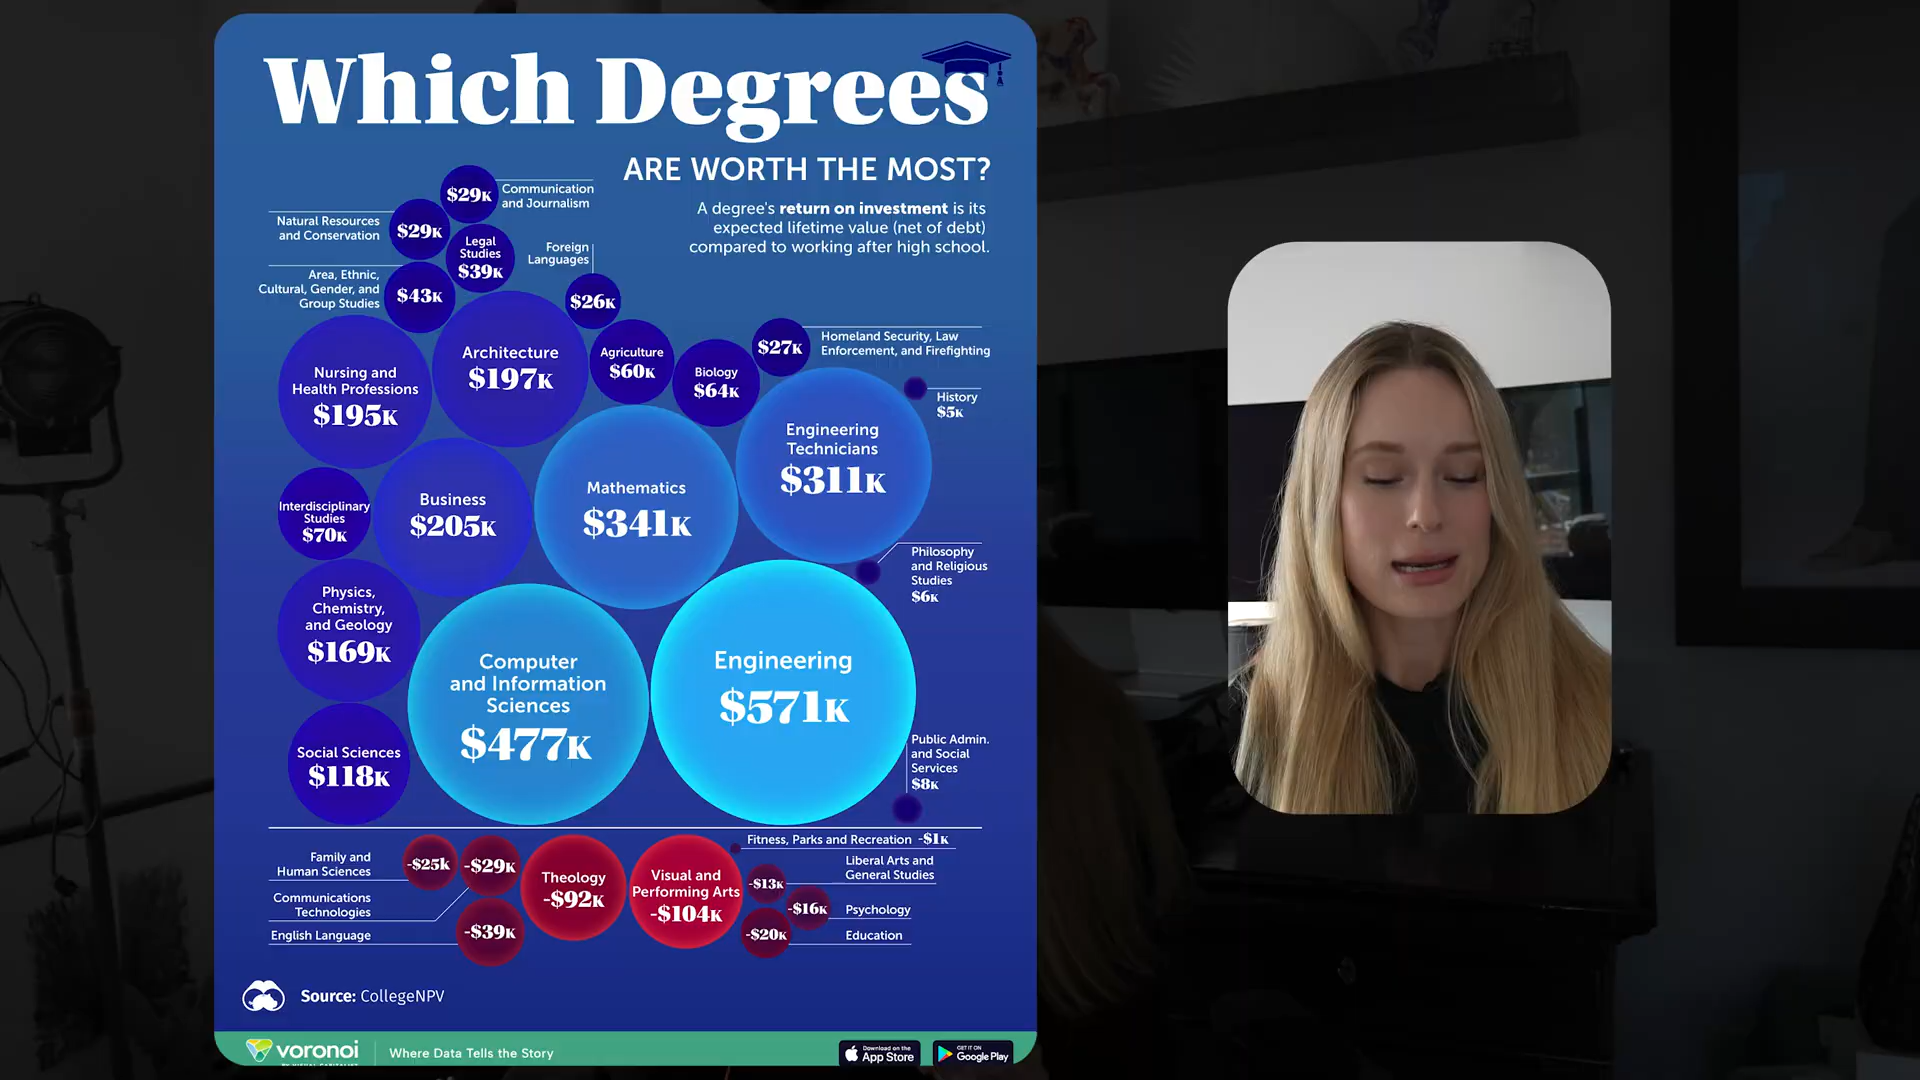 Which Degrees
ARE WORTH THE MOST?
A degree's return on investment is its
expected lifetime value (net of debt)
compared to working after high school.
$29K
Communication
and Journalism
Natural Resources
and Conservation
$29K
Legal
Studies
$39K
Foreign
Languages
$26K
Area, Ethnic,
Cultural, Gender, and
Group Studies
$43K
Nursing and
Health Professions
$195K
Architecture
$197K
Agriculture
$60K
Biology
$64K
$27K
Homeland Security, Law
Enforcement, and Firefighting
History
$5K
Engineering
Technicians
$311K
Interdisciplinary
Studies
$70K
Business
$205K
Mathematics
$341K
Philosophy
and Religious
Studies
$6K
Physics,
Chemistry,
and Geology
$169K
Computer
and Information
Sciences
$477K
Engineering
$571K
Social Sciences
$118K
Public Admin.
and Social
Services
$8K
Family and
Human Sciences
-$25k
-$29K
Communications
Technologies
English Language
-$39K
Theology
-$92K
Visual and
Performing Arts
-$104K
Fitness, Parks and Recreation -$1K
Liberal Arts and
General Studies
-$13K
-$16K
Psychology
-$20K
Education
Source: CollegeNPV
voronoi
Where Data Tells the Story
Download on the
App Store
GET IT ON
Google Play